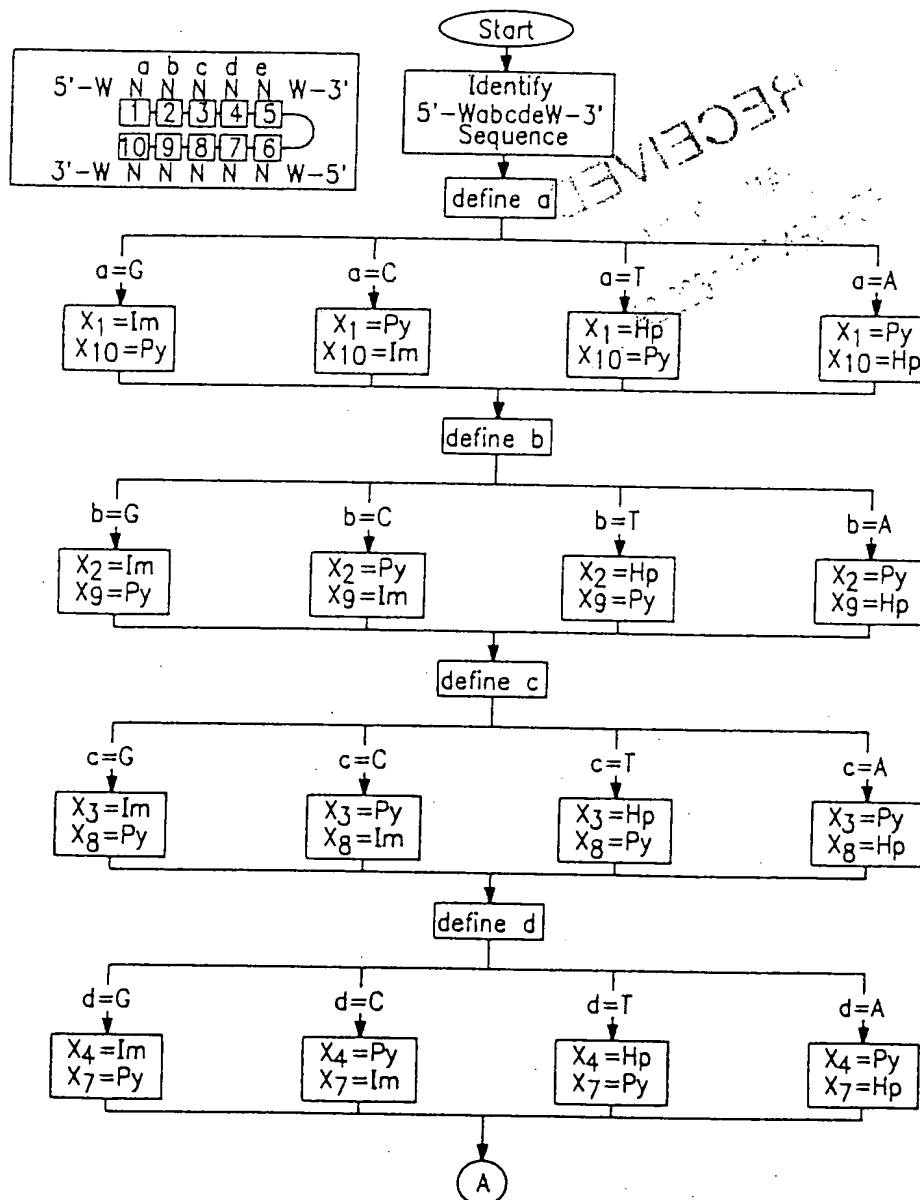 Start
a b c d e
5'-W N N N N N W-3'
1 2 3 4 5
10 9 8 7 6
3'-W N N N N N W-5'
Identify
5'-WabcdeW-3'
Sequence
RECEIVED
define a
a=G a=C a=T a=A
X1=Im X1=Py X1=Hp X1=Py
X10=Py X10=Im X10=Py X10=Hp
define b
b=G b=C b=T b=A
X2=Im X2=Py X2=Hp X2=Py
X9=Py X9=Im X9=Py X9=Hp
define c
c=G c=C c=T c=A
X3=Im X3=Py X3=Hp X3=Py
X8=Py X8=Im X8=Py X8=Hp
define d
d=G d=C d=T d=A
X4=Im X4=Py X4=Hp X4=Py
X7=Py X7=Im X7=Py X7=Hp
A